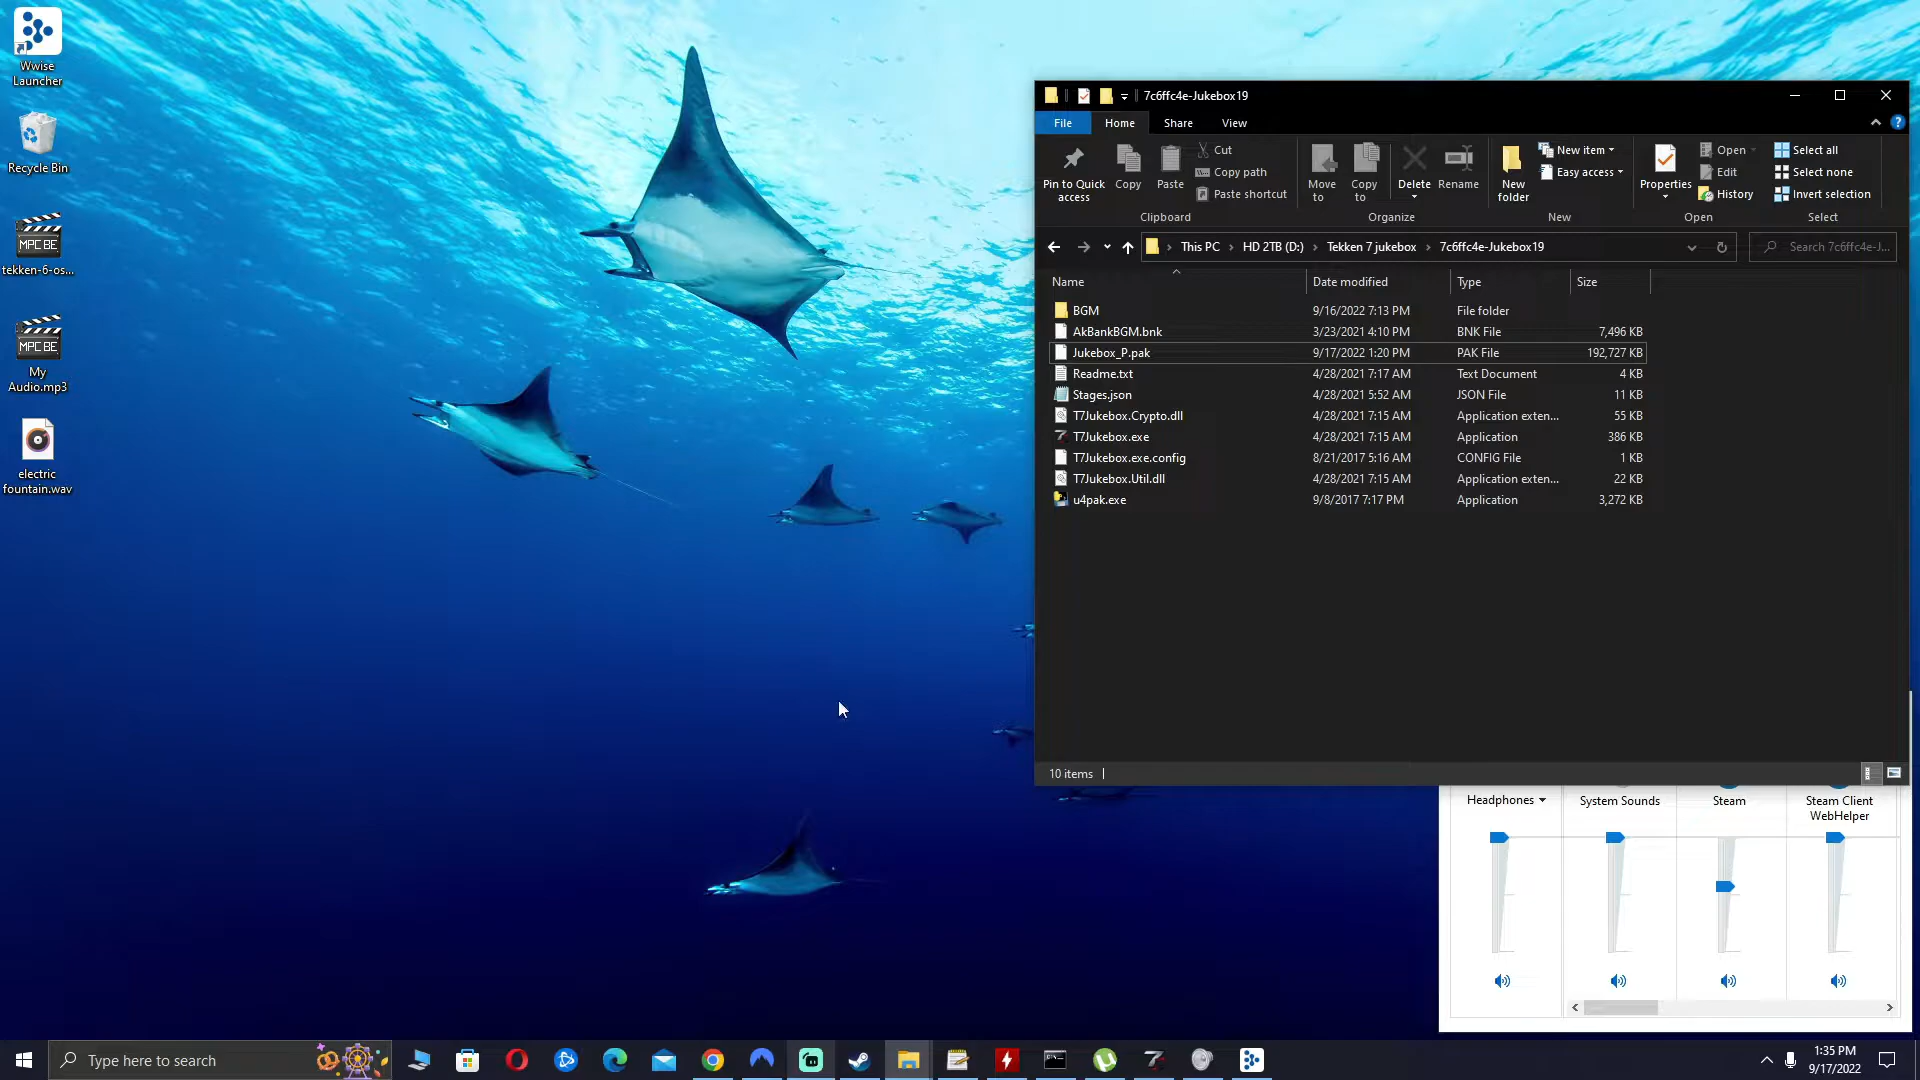 Wwise
Launcher
Recycle Bin
MPC BE
tekken-6-os...
MPC BE
My
Audio.mp3
electric
fountain.wav
7c6ffc4e-Jukebox19
File
Home
Share
View
Pin to Quick
access
Copy
Paste
Cut
Copy path
Paste shortcut
Clipboard
Move
to
Copy
to
Delete
Rename
Organize
New
folder
New item
Easy access
New
Properties
Open
Edit
History
Open
Select all
Select none
Invert selection
Select
This PC
HD 2TB (D:)
Tekken 7 jukebox
7c6ffc4e-Jukebox19
Search 7c6ffc4e-J...
Name Date modified Type Size
BGM 9/16/2022 7:13 PM File folder
AkBankBGM.bnk 3/23/2021 4:10 PM BNK File 7,496 KB
Jukebox_P.pak 9/17/2022 1:20 PM PAK File 192,727 KB
Readme.txt 4/28/2021 7:17 AM Text Document 4 KB
Stages.json 4/28/2021 5:52 AM JSON File 11 KB
T7Jukebox.Crypto.dll 4/28/2021 7:15 AM Application exten... 55 KB
T7Jukebox.exe 4/28/2021 7:15 AM Application 386 KB
T7Jukebox.exe.config 8/21/2017 5:16 AM CONFIG File 1 KB
T7Jukebox.Util.dll 4/28/2021 7:15 AM Application exten... 22 KB
u4pak.exe 9/8/2017 7:17 PM Application 3,272 KB
10 items
Headphones
System Sounds
Steam
Steam Client
WebHelper
Type here to search
1:35 PM
9/17/2022